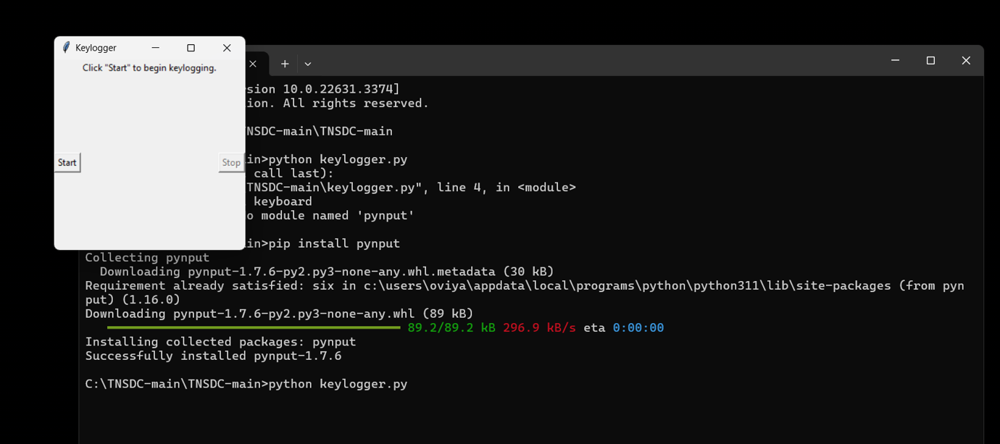 Keylogger
Click "Start" to begin keylogging.
Start
Stop
sion 10.0.22631.3374]
ion. All rights reserved.
NSDC-main\TNSDC-main
in>python keylogger.py
call last):
TNSDC-main\keylogger.py", line 4, in <module>
keyboard
o module named 'pynput'
in>pip install pynput
Collecting pynput
Downloading pynput-1.7.6-py2.py3-none-any.whl.metadata (30 kB)
Requirement already satisfied: six in c:\users\oviya\appdata\local\programs\python\python311\lib\site-packages (from pyn
put) (1.16.0)
Downloading pynput-1.7.6-py2.py3-none-any.whl (89 kB)
89.2/89.2 kB 296.9 kB/s eta 0:00:00
Installing collected packages: pynput
Successfully installed pynput-1.7.6
C:\TNSDC-main\TNSDC-main>python keylogger.py